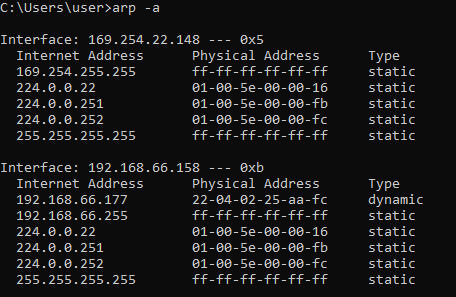 C:\Users\user>arp -a
Interface: 169.254.22.148 --- 0x5
Internet Address Physical Address Type
169.254.255.255 ff-ff-ff-ff-ff-ff static
224.0.0.22 01-00-5e-00-00-16 static
224.0.0.251 01-00-5e-00-00-fb static
224.0.0.252 01-00-5e-00-00-fc static
255.255.255.255 ff-ff-ff-ff-ff-ff static
Interface: 192.168.66.158 --- 0xb
Internet Address Physical Address Type
192.168.66.177 22-04-02-25-aa-fc dynamic
192.168.66.255 ff-ff-ff-ff-ff-ff static
224.0.0.22 01-00-5e-00-00-16 static
224.0.0.251 01-00-5e-00-00-fb static
224.0.0.252 01-00-5e-00-00-fc static
255.255.255.255 ff-ff-ff-ff-ff-ff static